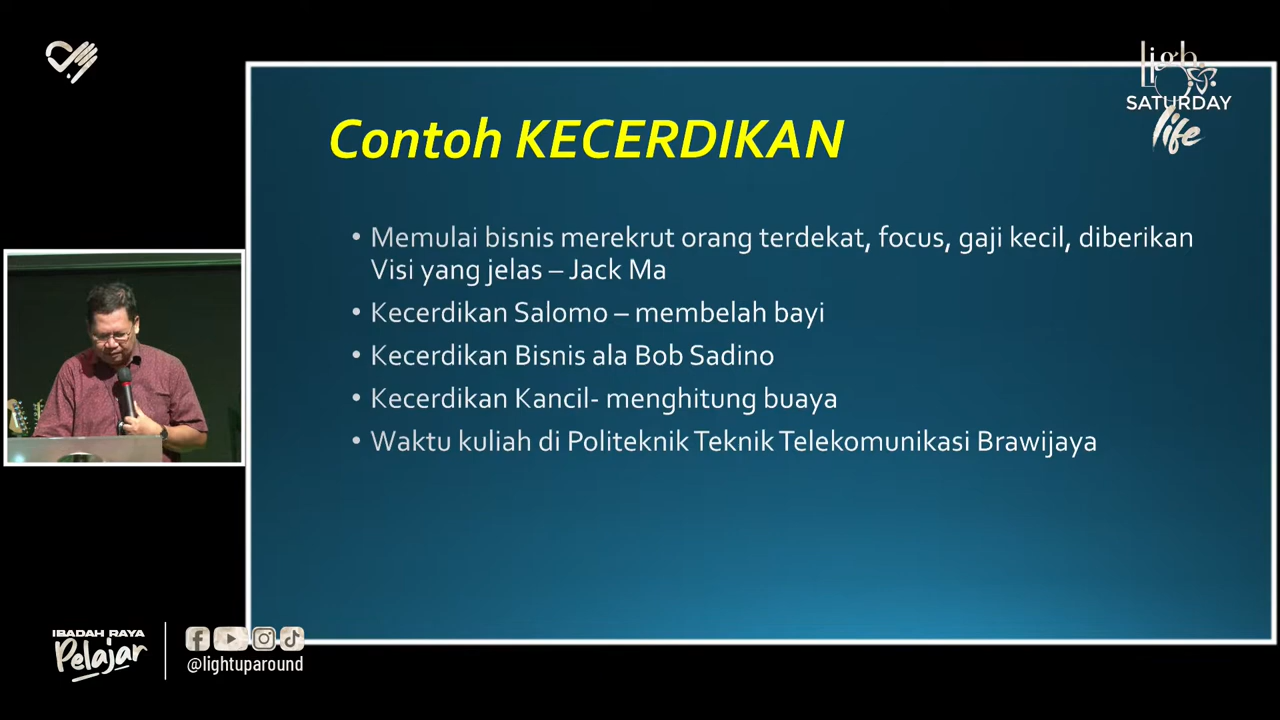 Ligh
SATURDAY
life
Contoh KECERDIKAN
• Memulai bisnis merekrut orang terdekat, focus, gaji kecil, diberikan
Visi yang jelas – Jack Ma
• Kecerdikan Salomo – membelah bayi
• Kecerdikan Bisnis ala Bob Sadino
• Kecerdikan Kancil- menghitung buaya
• Waktu kuliah di Politeknik Teknik Telekomunikasi Brawijaya
IBADAH RAYA
Pelajar
@lightuparound